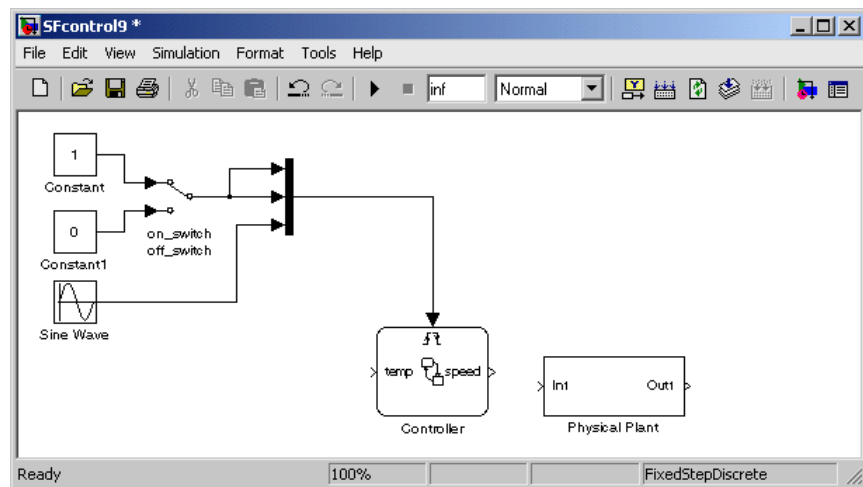 SFcontrol9 *
File Edit View Simulation Format Tools Help
inf Normal
1
Constant
0
Constant1
on_switch
off_switch
Sine Wave
temp speed
Controller
In1 Out1
Physical Plant
Ready 100% FixedStepDiscrete